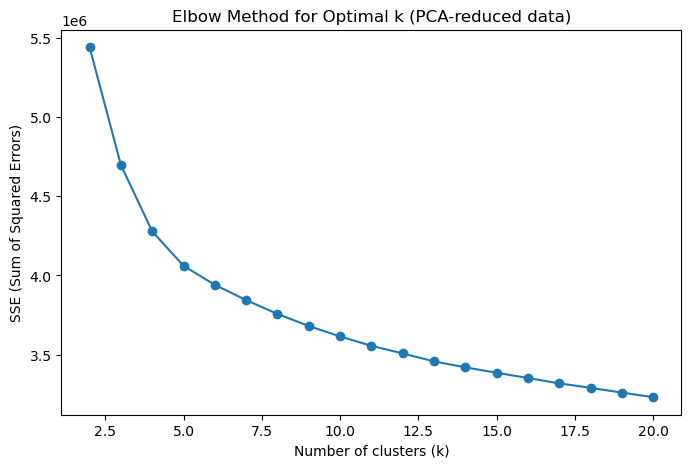 Elbow Method for Optimal k (PCA-reduced data)
1e6
5.5
5.0
4.5
4.0
3.5
SSE (Sum of Squared Errors)
2.5 5.0 7.5 10.0 12.5 15.0 17.5 20.0
Number of clusters (k)